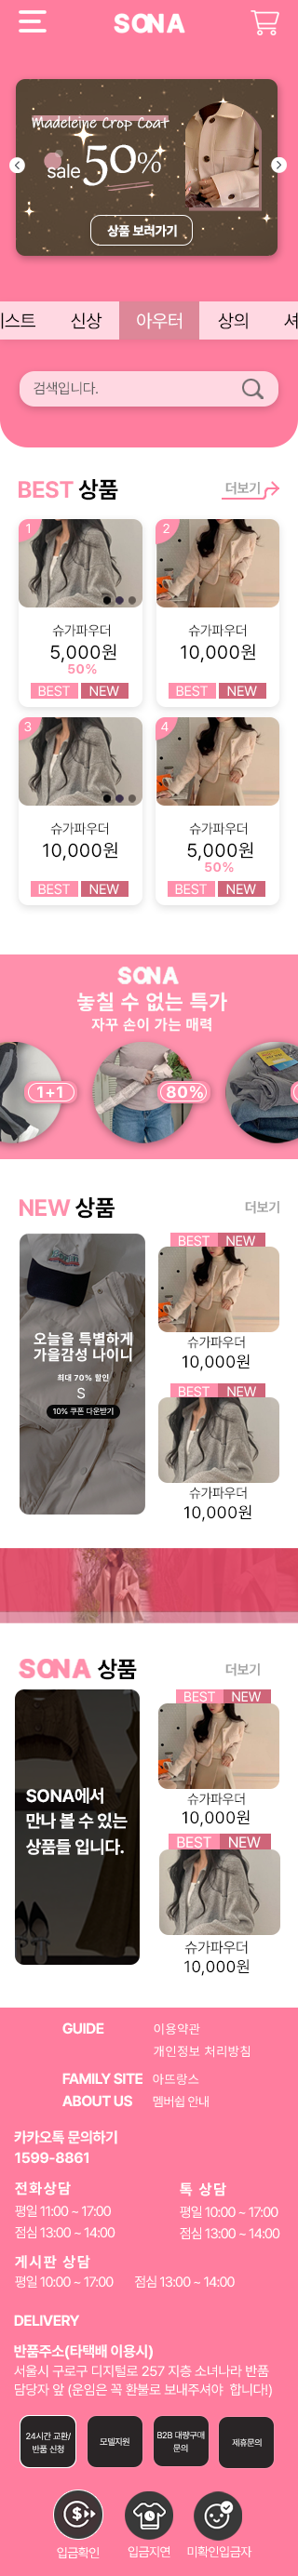 SONA
Madeleine Crop Coat
sale 50%
상품 보러가기
스트 신상 아우터 상의 셔
검색입니다.
BEST 상품 더보기
1 2
슈가파우더 슈가파우더
5,000원 10,000원
50%
BEST NEW BEST NEW
3 4
슈가파우더 슈가파우더
10,000원 5,000원
50%
BEST NEW BEST NEW
SONA
놓칠 수 없는 특가
자꾸 손이 가는 매력
1+1 80%
NEW 상품 더보기
BEST NEW
오늘을 특별하게
가을감성 나이니
최대 70% 할인
S
10% 쿠폰 다운받기
슈가파우더
10,000원
BEST NEW
슈가파우더
10,000원
SONA 상품 더보기
BEST NEW
SONA에서
만나 볼 수 있는
상품들 입니다.
슈가파우더
10,000원
BEST NEW
슈가파우더
10,000원
GUIDE 이용약관
개인정보 처리방침
FAMILY SITE 아뜨랑스
ABOUT US 멤버쉽 안내
카카오톡 문의하기
1599-8861
전화상담 톡 상담
평일 11:00 ~ 17:00 평일 10:00 ~ 17:00
점심 13:00 ~ 14:00 점심 13:00 ~ 14:00
게시판 상담
평일 10:00 ~ 17:00 점심 13:00 ~ 14:00
DELIVERY
반품주소(타택배 이용시)
서울시 구로구 디지털로 257 지층 소녀나라 반품
담당자 앞 (선입은 꼭 환불로 보내주셔야 합니다!)
24시간 교환/
반품 신청
모델지원
B2B 대량구매
문의
제휴문의
입금확인 입금지연 미확인입금자